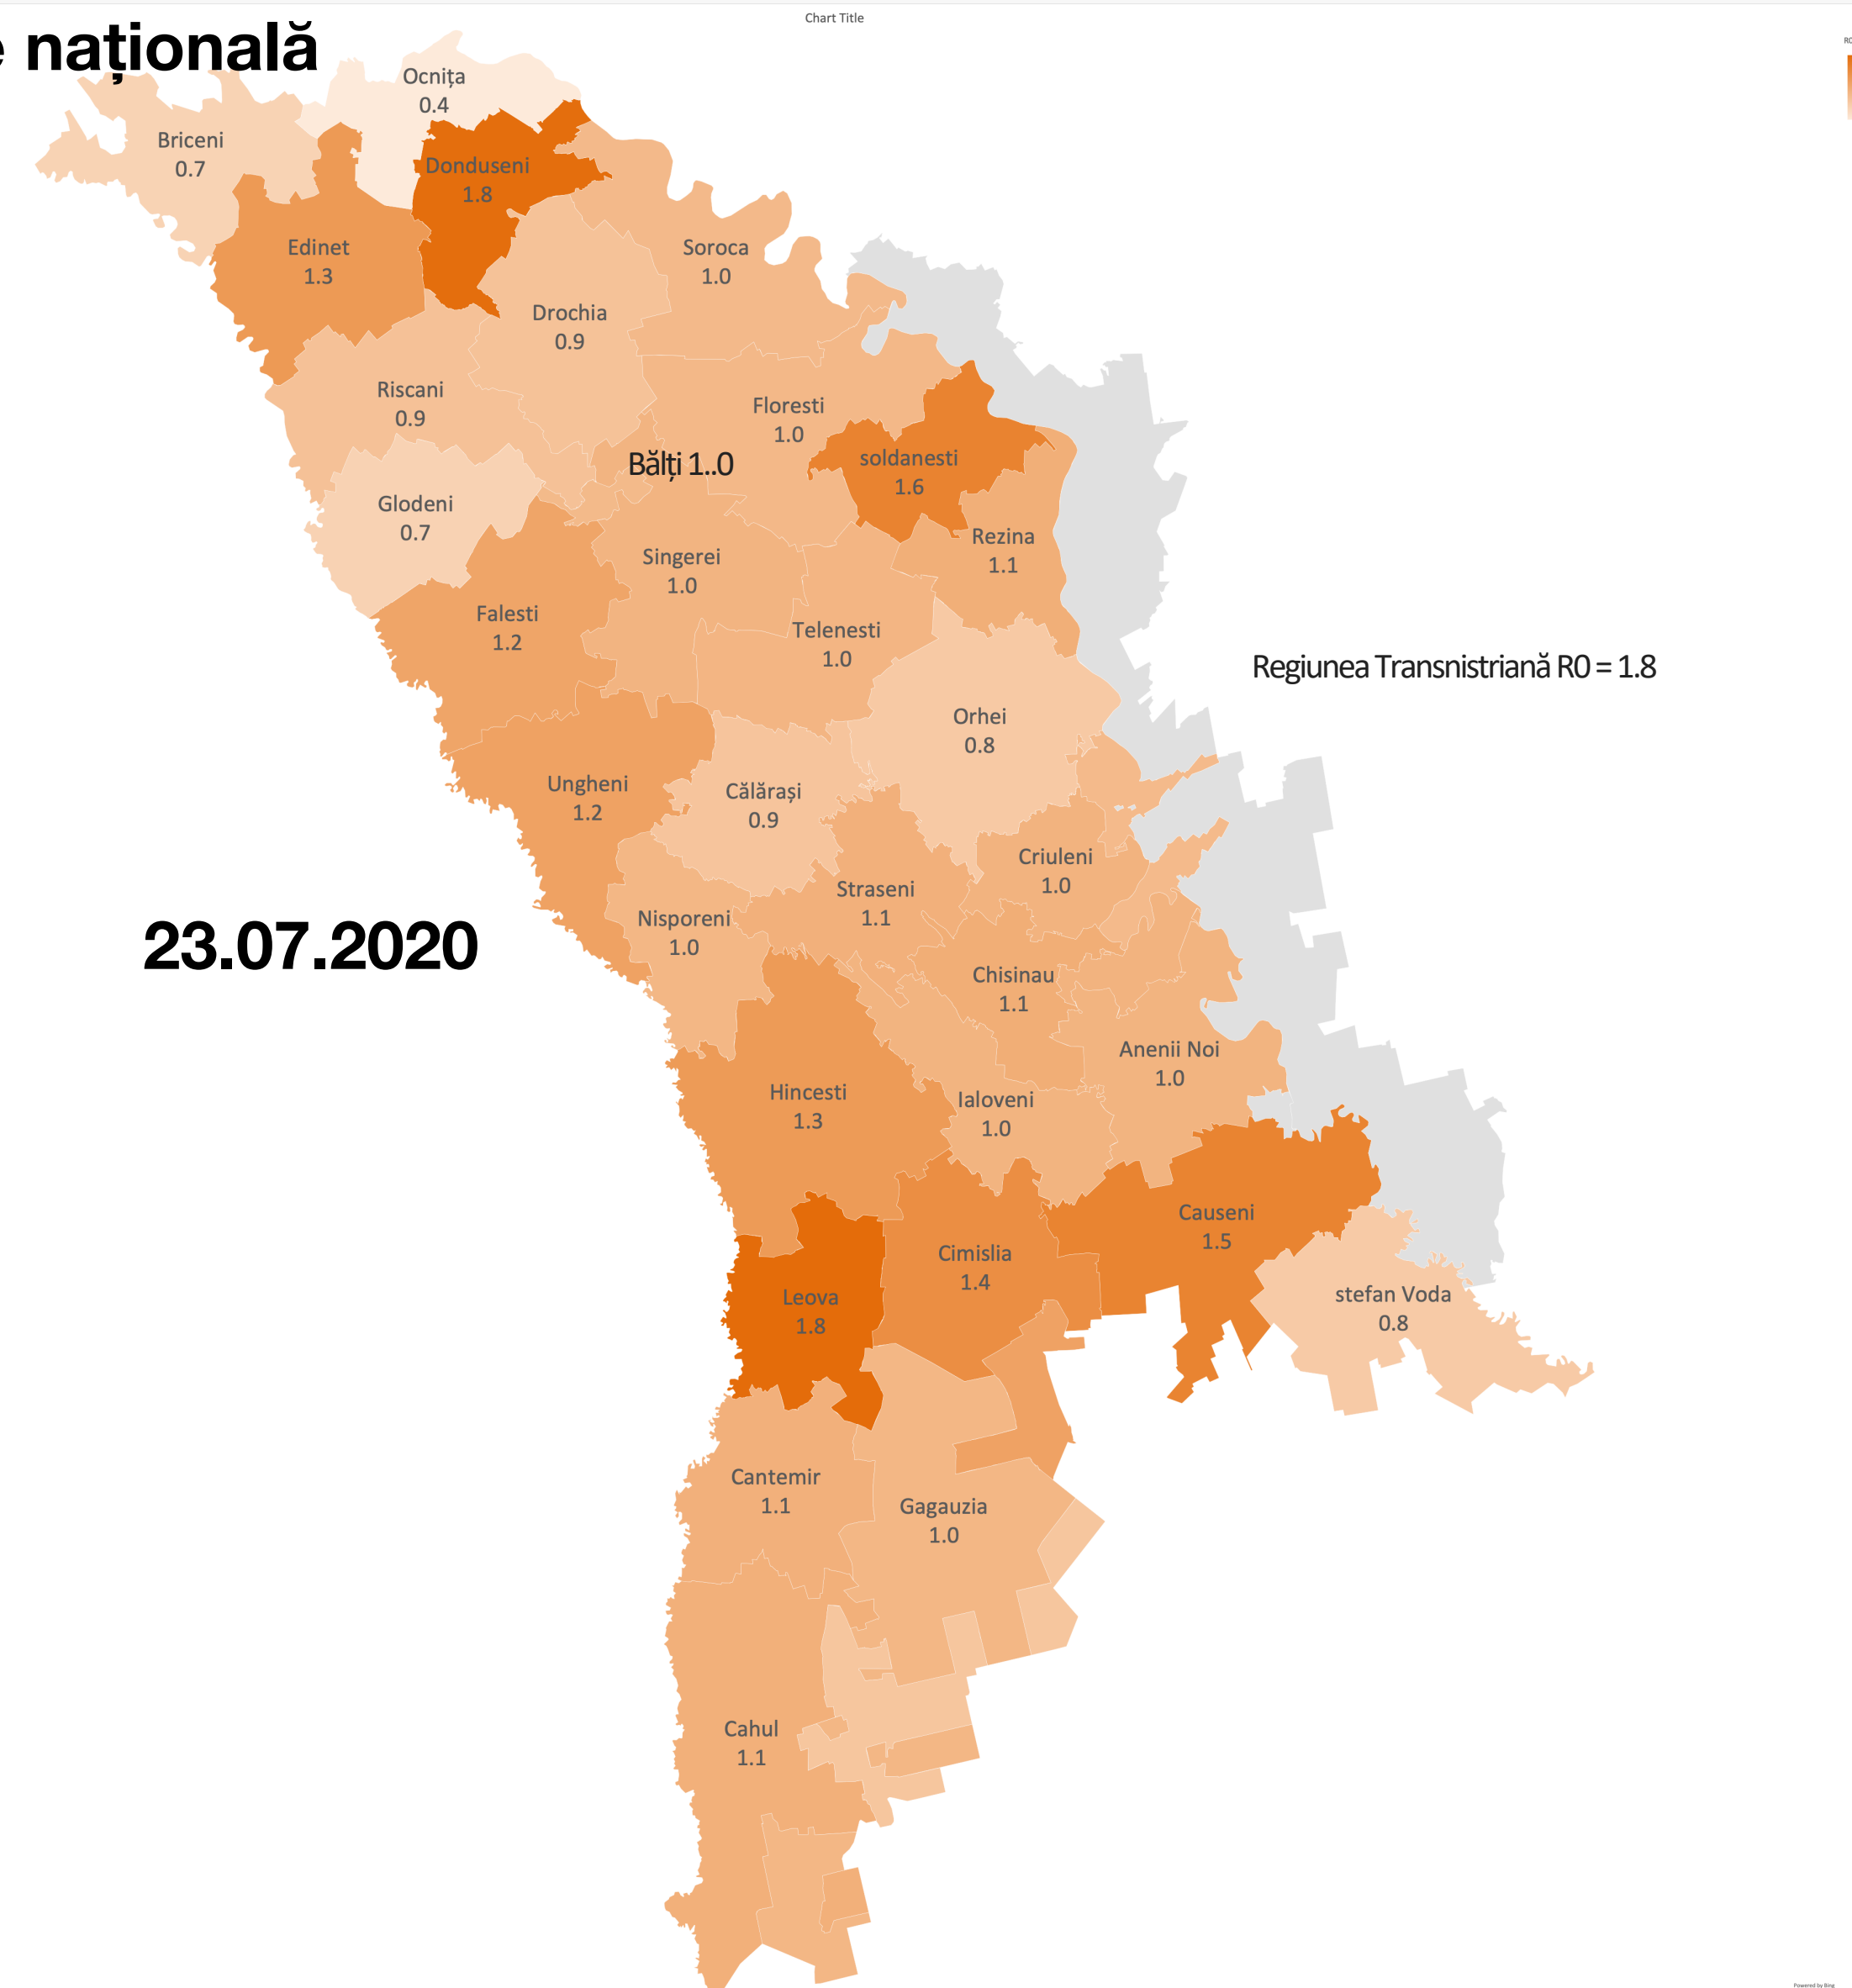 Chart Title
e națională
R0
Ocnița
0.4
Briceni
0.7
Donduseni
1.8
Edinet
1.3
Soroca
1.0
Drochia
0.9
Riscani
0.9
Floresti
1.0
Bălți 1..0
soldanesti
1.6
Glodeni
0.7
Rezina
1.1
Singerei
1.0
Falesti
1.2
Telenesti
1.0
Regiunea Transnistriană R0 = 1.8
Orhei
0.8
Ungheni
1.2
Călărași
0.9
Criuleni
1.0
Straseni
1.1
Nisporeni
1.0
23.07.2020
Chisinau
1.1
Anenii Noi
1.0
Hincesti
1.3
Ialoveni
1.0
Causeni
1.5
Cimislia
1.4
stefan Voda
0.8
Leova
1.8
Cantemir
1.1
Gagauzia
1.0
Cahul
1.1
Powered by Bing